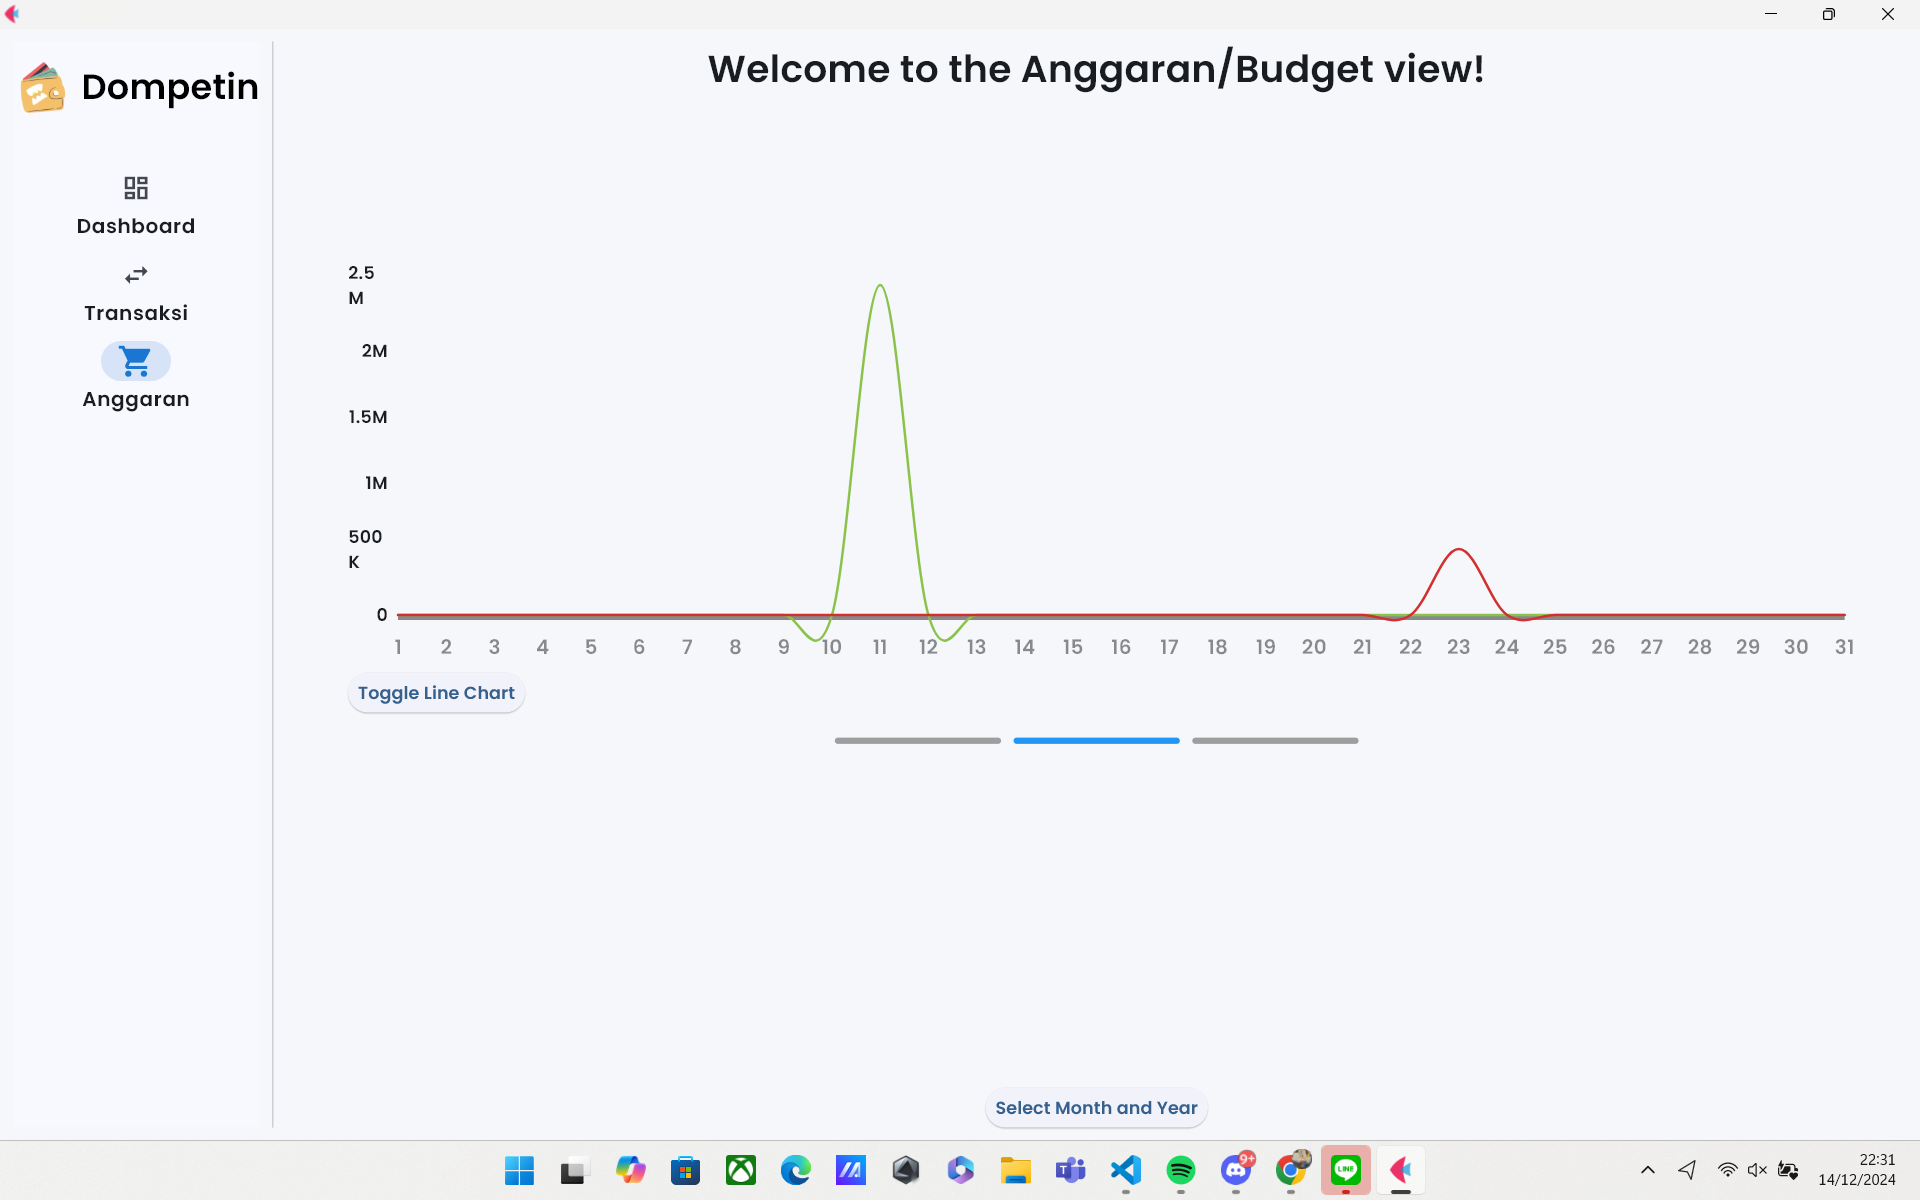 Dompetin
Welcome to the Anggaran/Budget view!
Dashboard
Transaksi
Anggaran
2.5
M
2M
1.5M
1M
500
K
0
1 2 3 4 5 6 7 8 9 10 11 12 13 14 15 16 17 18 19 20 21 22 23 24 25 26 27 28 29 30 31
Toggle Line Chart
Select Month and Year
9+
LINE
22:31
14/12/2024